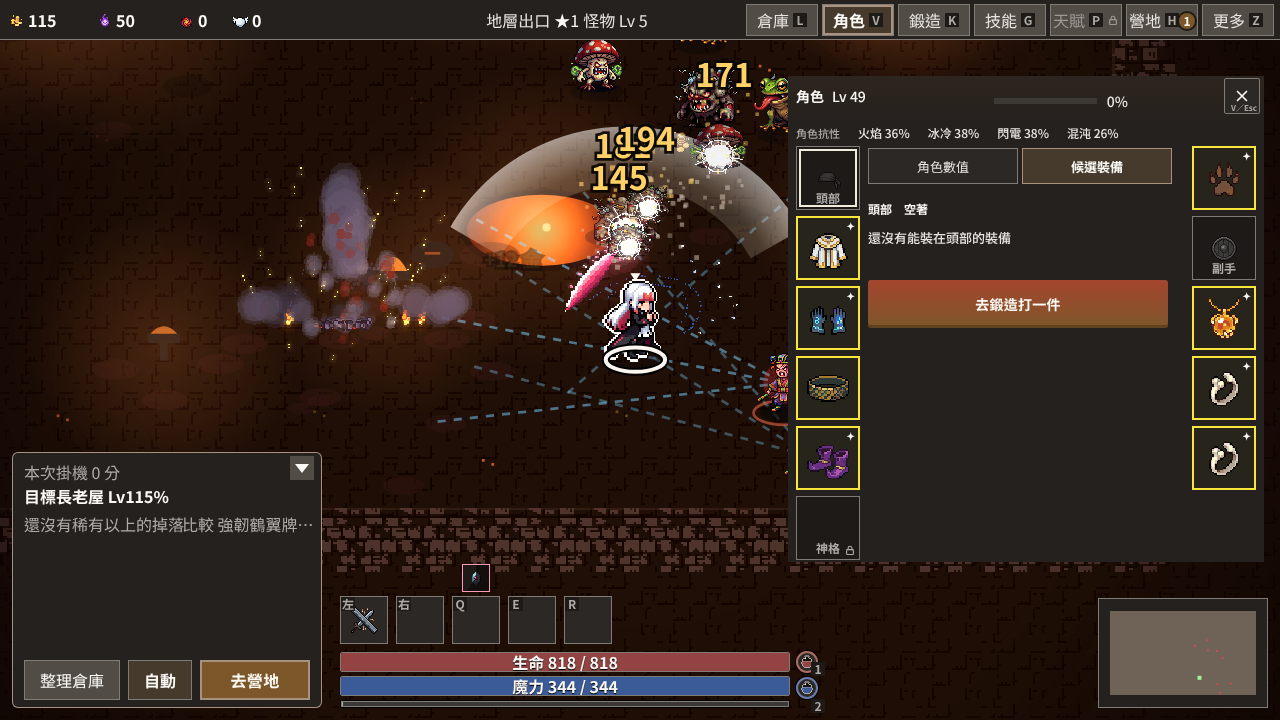 115 50 0 0
地層出口 ★1 怪物 Lv 5
倉庫 L 角色 V 鍛造 K 技能 G 天賦 P 營地 H 1 更多 Z
171
194
145
角色 Lv 49
0%
V / Esc
角色抗性 火焰 36% 冰冷 38% 閃電 38% 混沌 26%
頭部
角色數值
候選裝備
頭部 空著
還沒有能裝在頭部的裝備
去鍛造打一件
副手
神格
本次掛機 0 分
目標長老屋 Lv115%
還沒有稀有以上的掉落比較 強韌鶴翼牌…
整理倉庫 自動 去營地
左 右 Q E R
生命 818 / 818
1
魔力 344 / 344
2